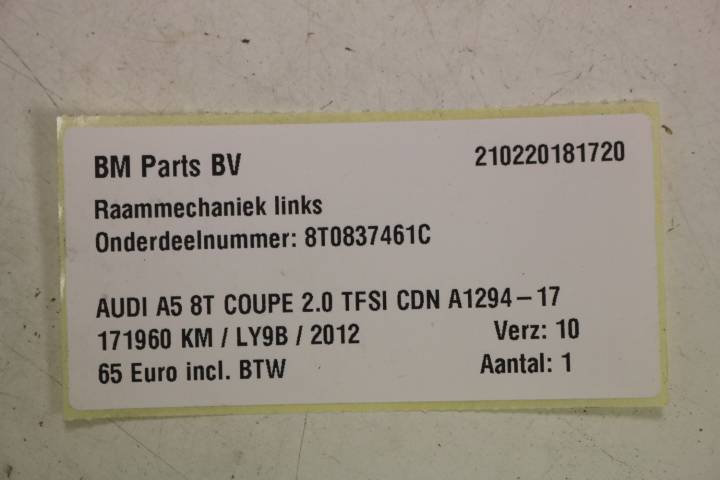 BM Parts BV 210220181720
Raammechaniek links
Onderdeelnummer: 8T0837461C
AUDI A5 8T COUPE 2.0 TFSI CDN A1294-17
171960 KM / LY9B / 2012 Verz: 10
65 Euro incl. BTW Aantal: 1